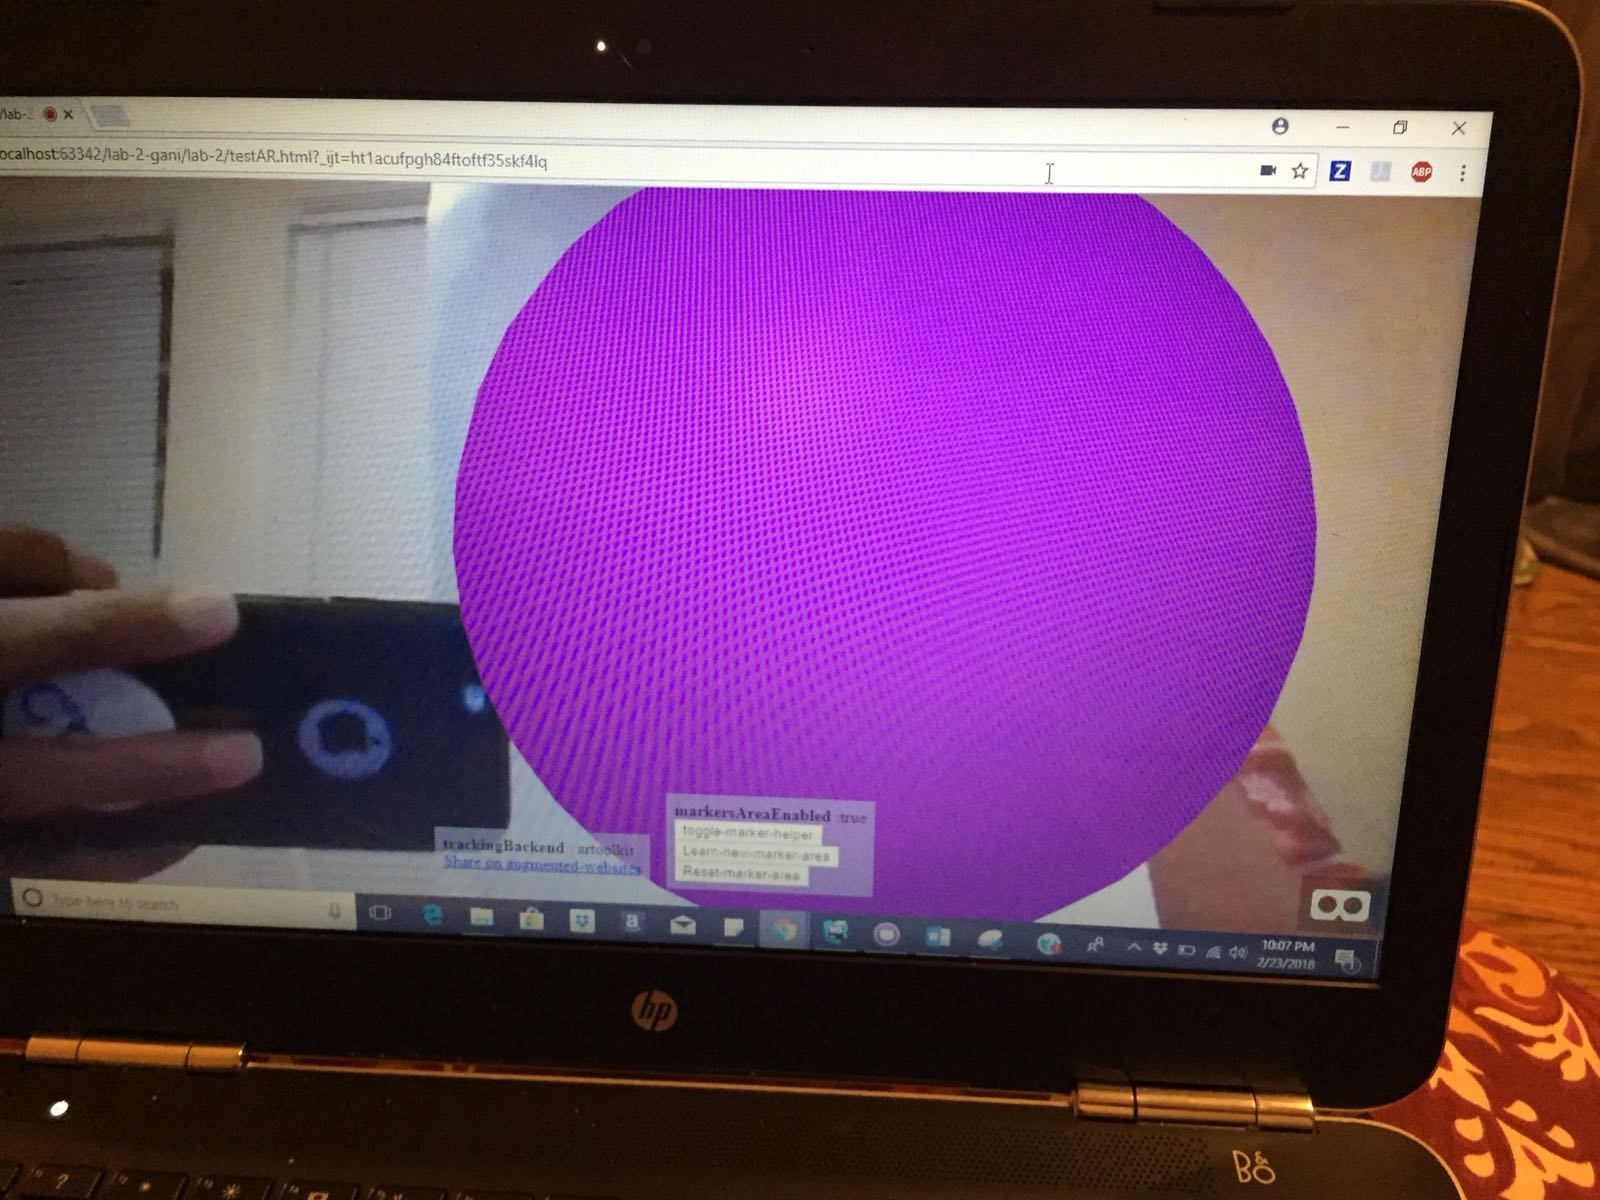 /lab-2
ocalhost:63342/lab-2-gani/lab-2/testAR.html?_ijt=ht1acufpgh84ftoftf35skf4lq
Z
ABP
markersAreaEnabled :true
toggle-marker-helper
Learn-new-marker-area
Reset-marker-area
trackingBackend : artoolkit
Share on augmented-websites
Type here to search
a
10:07 PM
2/23/2018
hp
B&O
?
*